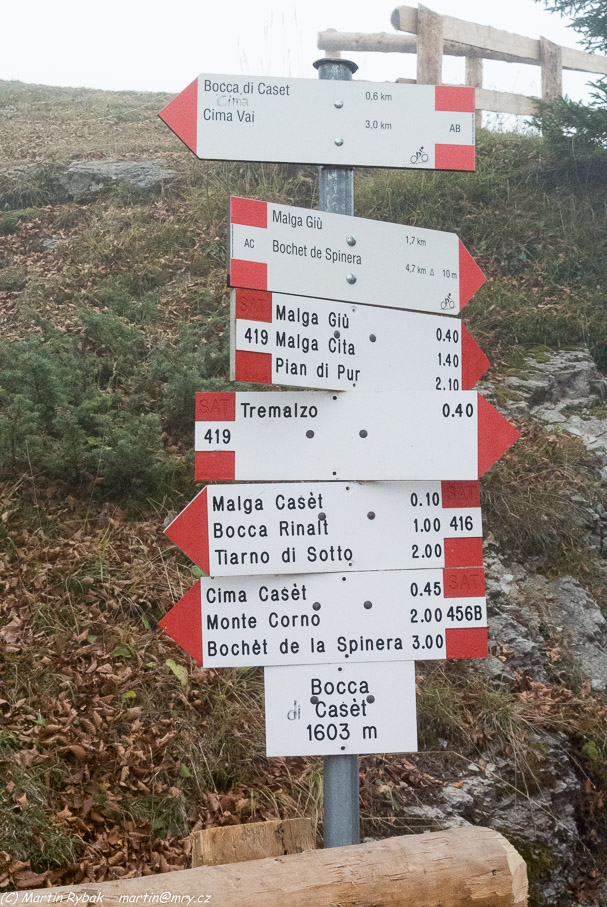 Bocca di Caset 0,6 km
Cima
Cima Vai 3,0 km
AB
Malga Giù 1,7 km
AC
Bochet de Spinera 4,7 km Δ 10 m
SAT
419
Malga Giù 0.40
Malga Cita 1.40
Pian di Pur 2.10
SAT
Tremalzo 0.40
419
Malga Casèt 0.10 SAT
Bocca Rinalt 1.00 416
Tiarno di Sotto 2.00
Cima Casèt 0.45 SAT
Monte Corno 2.00 456B
Bochèt de la Spinera 3.00
Bocca
di Casèt
1603 m
(C) Martin Rybak - martin@mry.cz